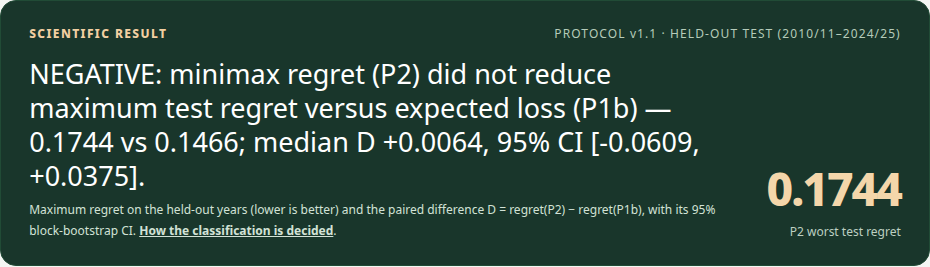 SCIENTIFIC RESULT
PROTOCOL v1.1 · HELD-OUT TEST (2010/11–2024/25)
NEGATIVE: minimax regret (P2) did not reduce
maximum test regret versus expected loss (P1b) —
0.1744 vs 0.1466; median D +0.0064, 95% CI [-0.0609,
+0.0375].
Maximum regret on the held-out years (lower is better) and the paired difference D = regret(P2) − regret(P1b), with its 95%
block-bootstrap CI. How the classification is decided.
0.1744
P2 worst test regret